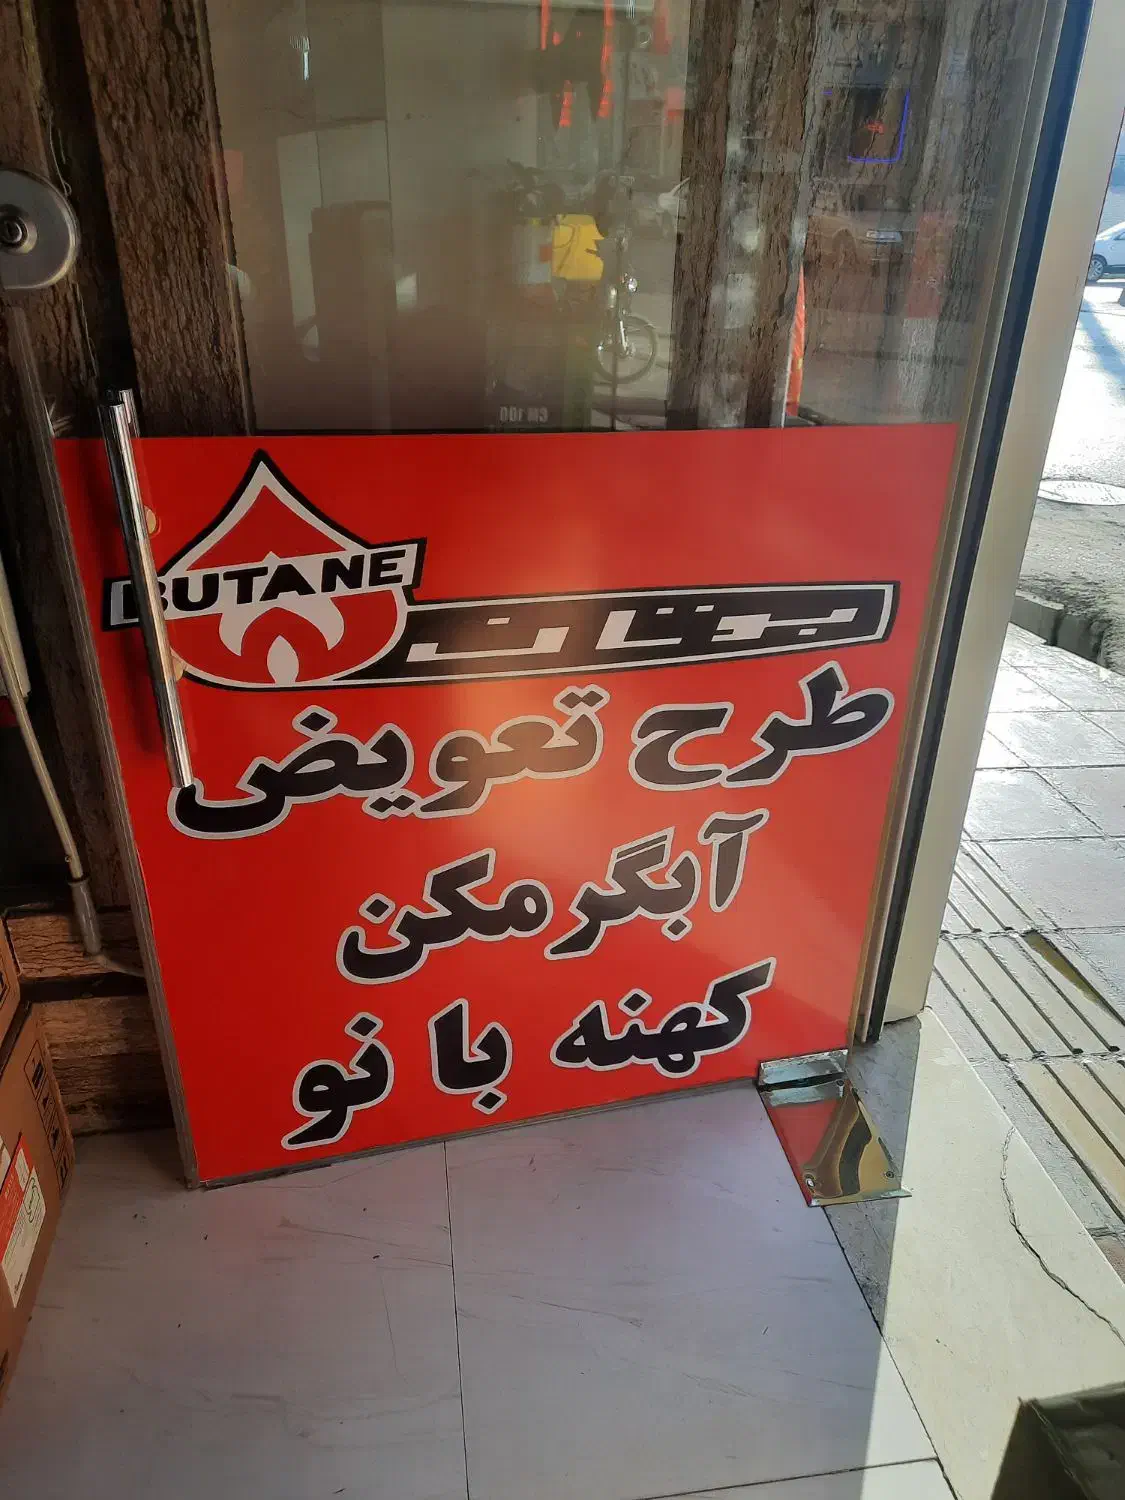 BUTANE
بوتان
طرح تعویض
آبگرمکن
کهنه با نو